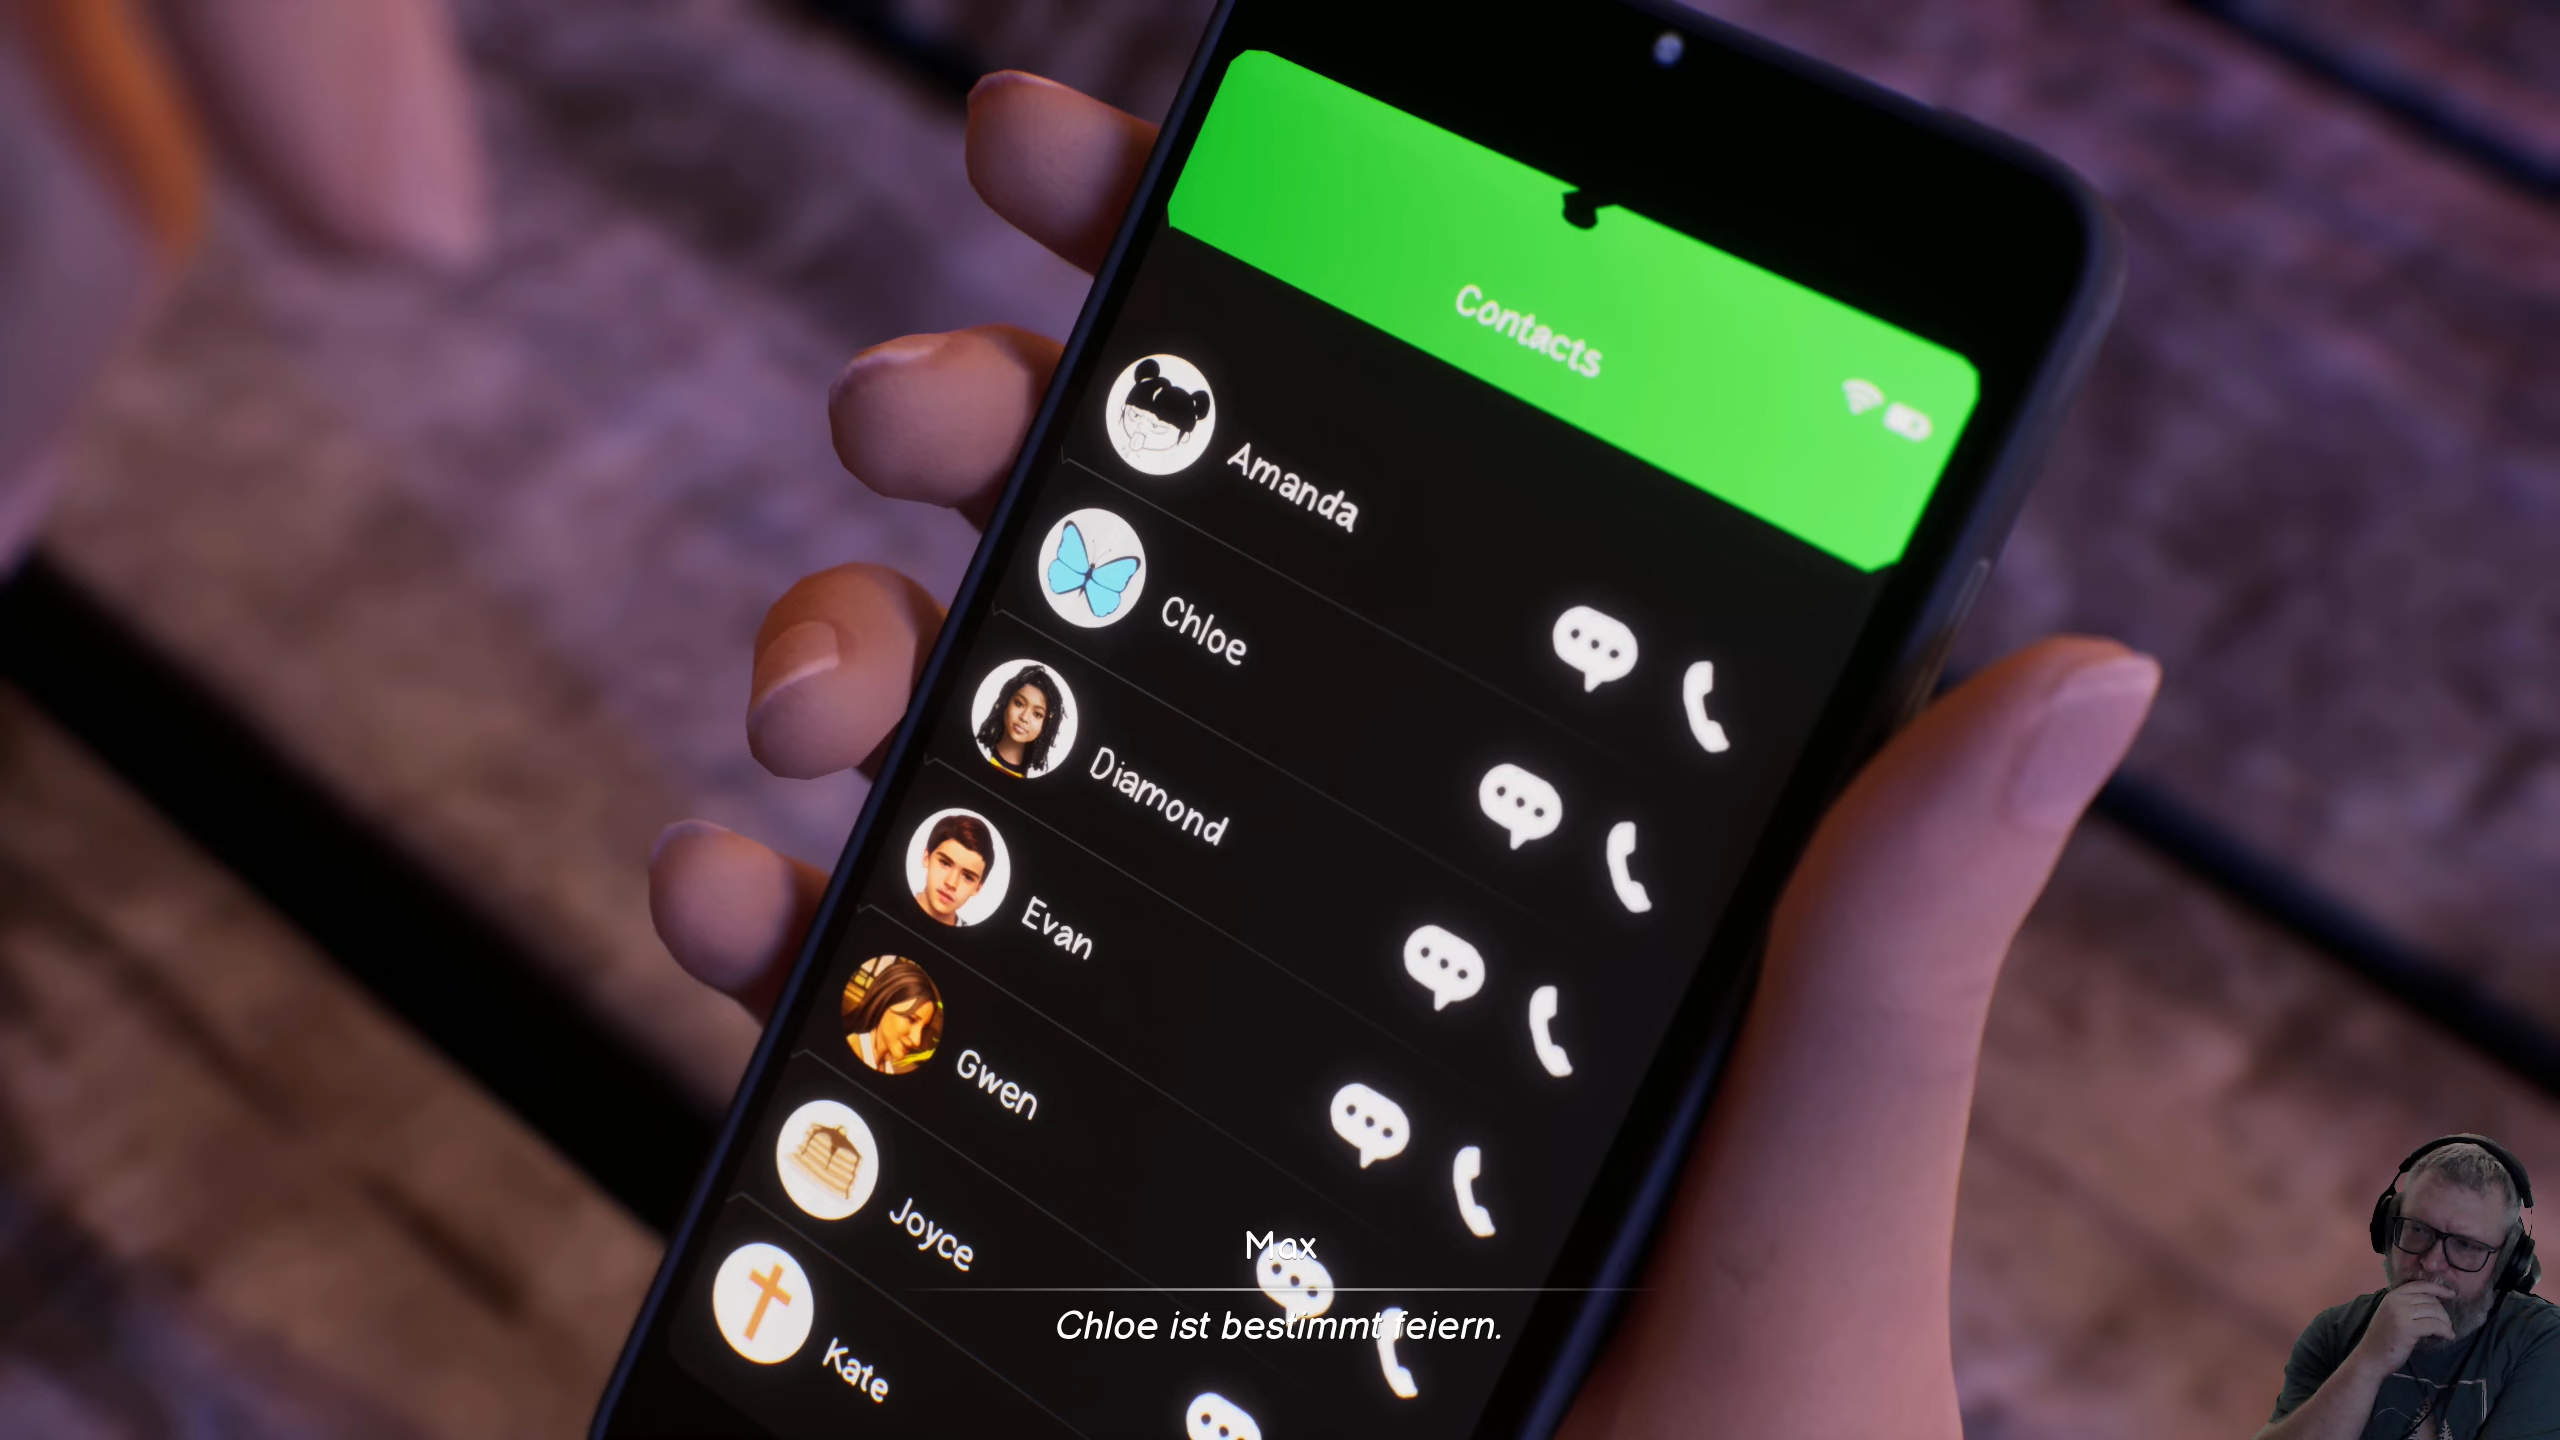 Contacts
Amanda
Chloe
Diamond
Evan
Gwen
Joyce
Kate
Max
Chloe ist bestimmt feiern.